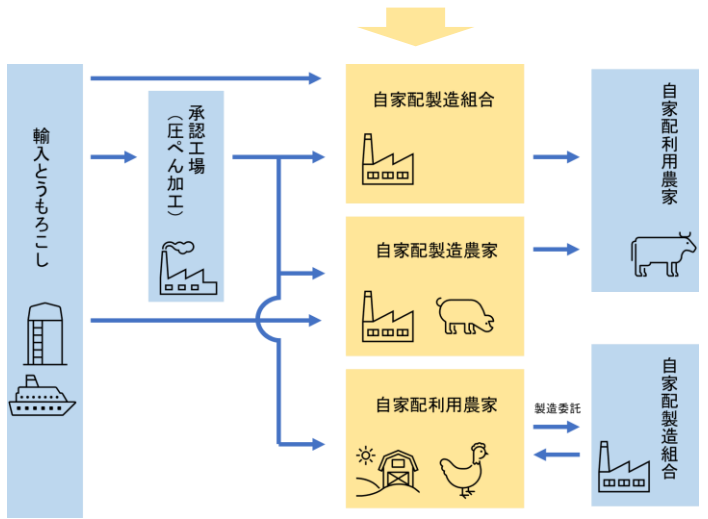 輸入とうもろこし
承認工場
（圧ぺん加工）
自家配製造組合
自家配製造農家
自家配利用農家
自家配利用農家
製造委託
自家配製造組合